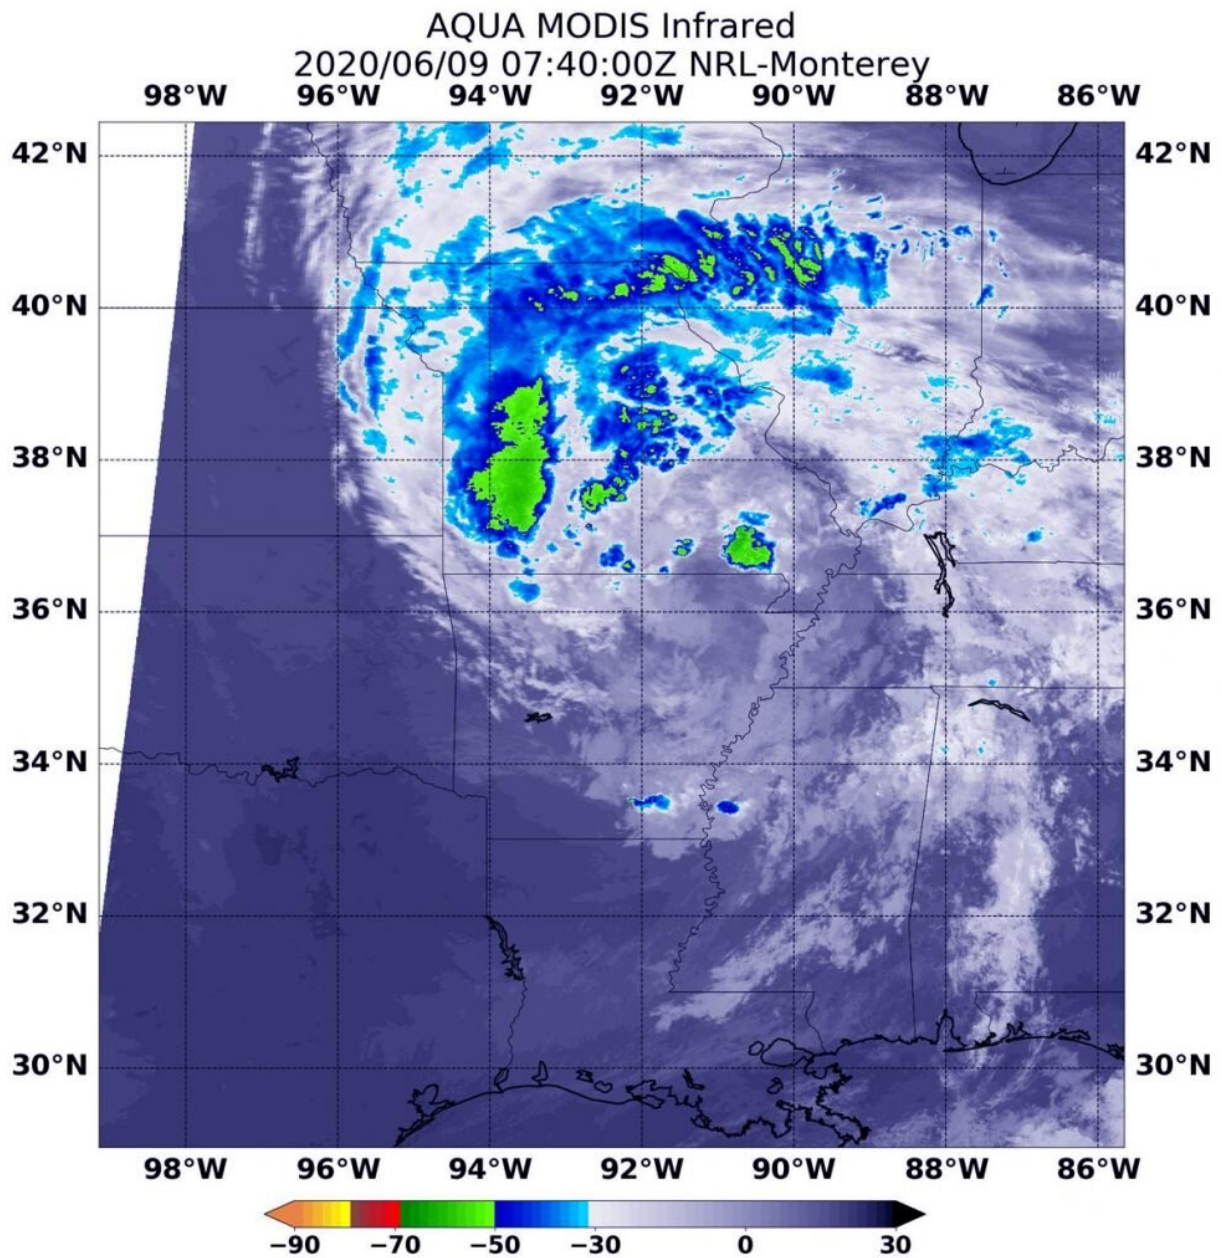 AQUA MODIS Infrared
2020/06/09 07:40:00Z NRL-Monterey
98°W 96°W 94°W 92°W 90°W 88°W 86°W
42°N 42°N
40°N 40°N
38°N 38°N
36°N 36°N
34°N 34°N
32°N 32°N
30°N 30°N
98°W 96°W 94°W 92°W 90°W 88°W 86°W
−90 −70 −50 −30 0 30